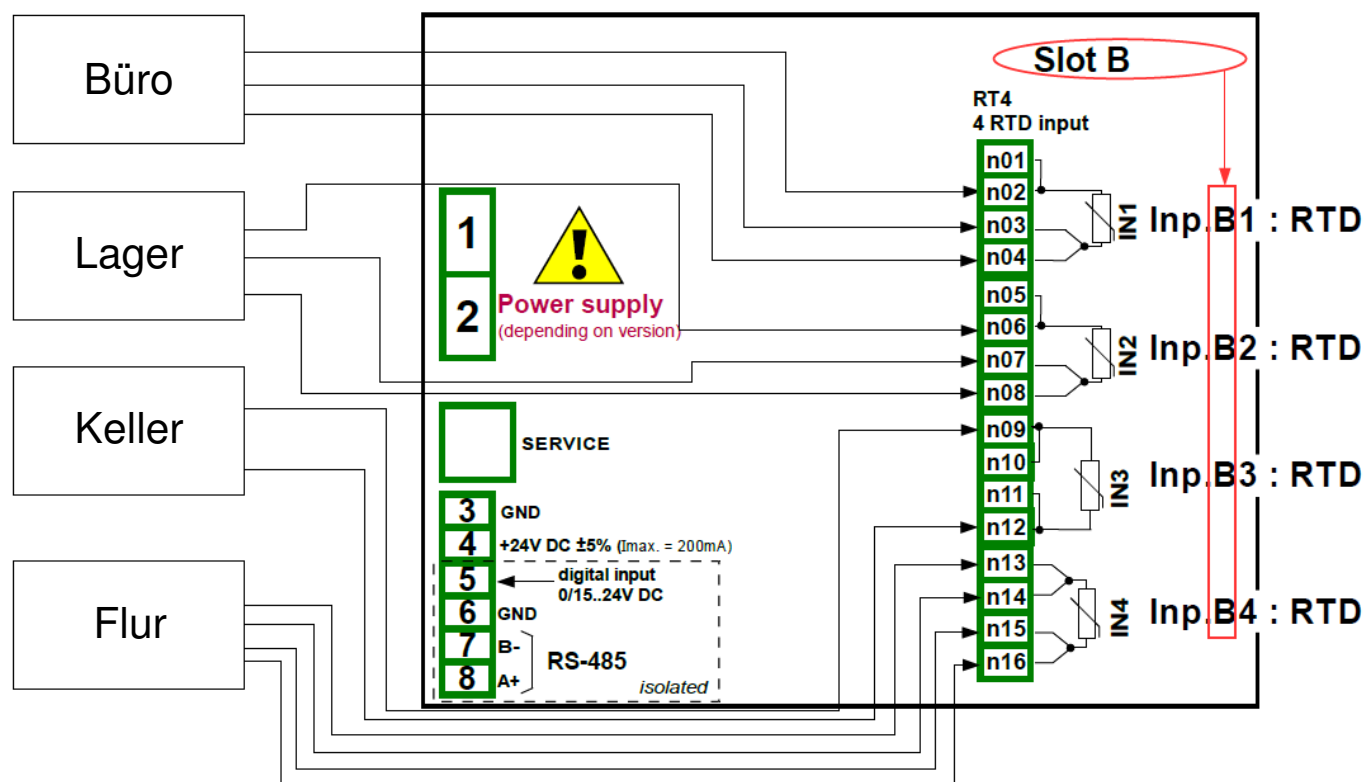 Büro
Lager
Keller
Flur
Slot B
RT4
4 RTD input
n01
n02
n03
n04
n05
n06
n07
n08
n09
n10
n11
n12
n13
n14
n15
n16
IN1
IN2
IN3
IN4
Inp.B1 : RTD
Inp.B2 : RTD
Inp.B3 : RTD
Inp.B4 : RTD
1
2
Power supply
(depending on version)
SERVICE
3 GND
4 +24V DC ±5% (Imax. = 200mA)
5 digital input
0/15..24V DC
6 GND
7 B-
RS-485
8 A+
isolated